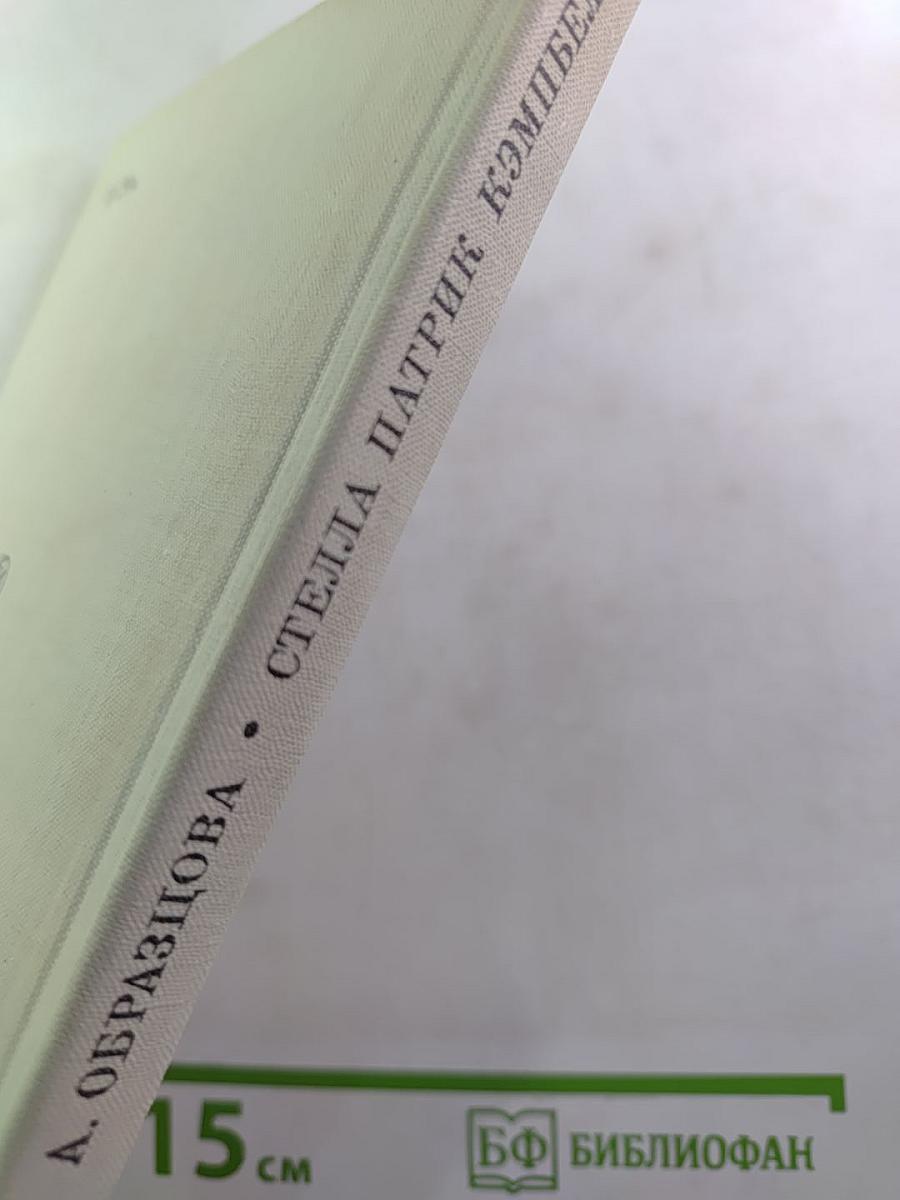 А. ОБРАЗЦОВА • СТЕЛЛА ПАТРИК КЭМПБЕЛ
15 см
БФ БИБЛИОФАН